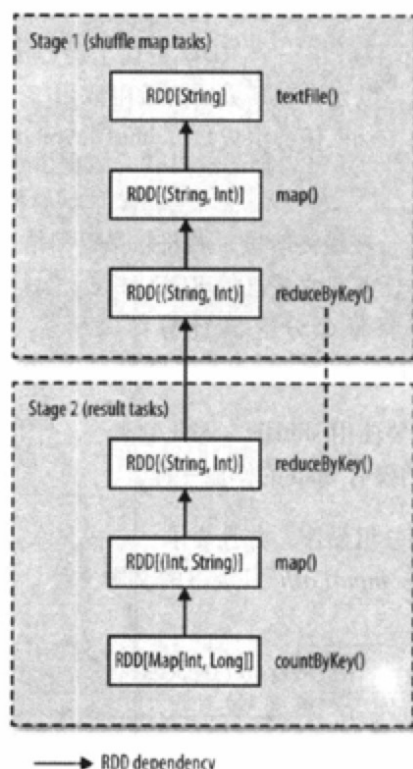 Stage 1 (shuffle map tasks)
RDD[String] textFile()
RDD[(String, Int)] map()
RDD[(String, Int)] reduceByKey()
Stage 2 (result tasks)
RDD[(String, Int)] reduceByKey()
RDD[(Int, String)] map()
RDD[Map[Int, Long]] countByKey()
RDD dependency